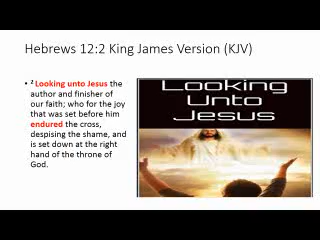 Hebrews 12:2 King James Version (KJV)
• ² Looking unto Jesus the
author and finisher of
our faith; who for the joy
that was set before him
endured the cross,
despising the shame, and
is set down at the right
hand of the throne of
God.
Looking
Unto
Jesus